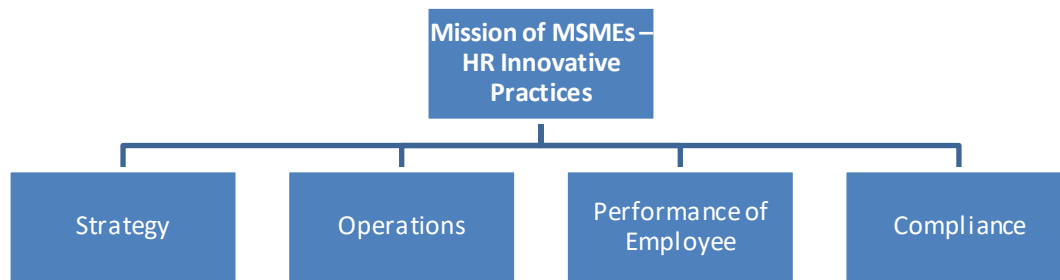 Mission of MSMEs –
HR Innovative
Practices
Strategy
Operations
Performance of
Employee
Compliance